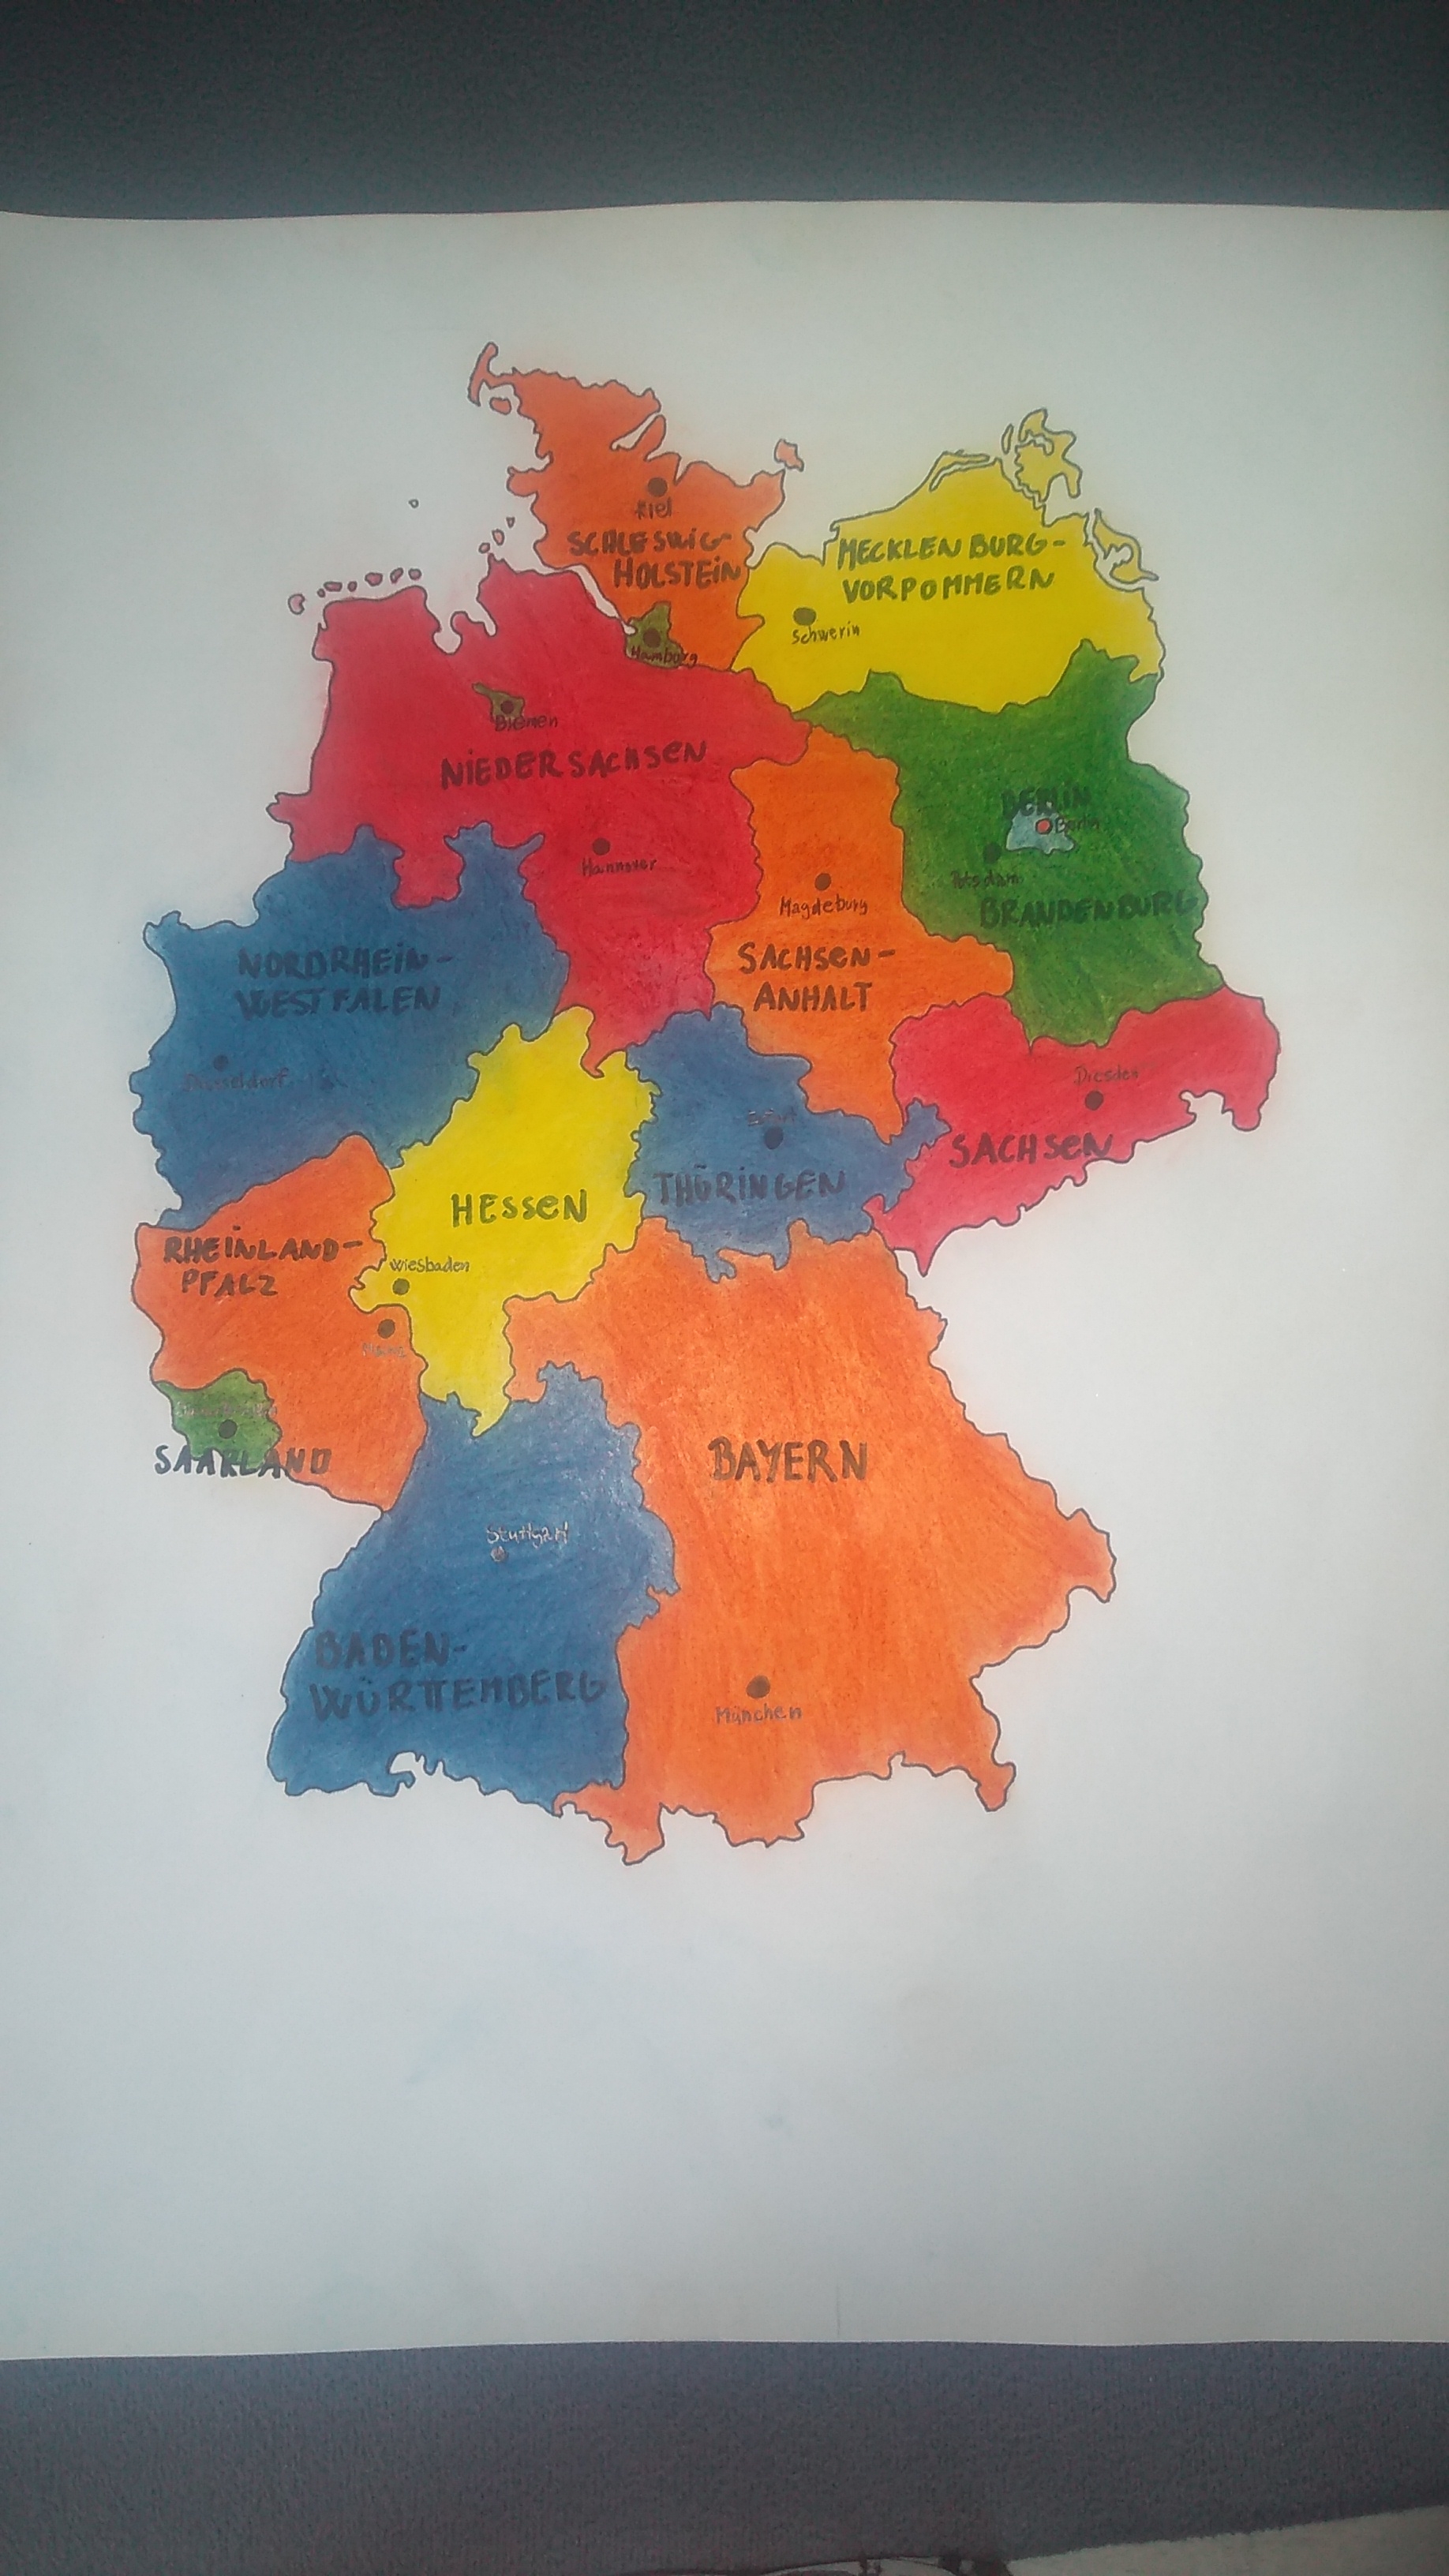 Kiel
SCHLESWIG-
HOLSTEIN
MECKLENBURG-
VORPOMMERN
Schwerin
Hamburg
Bremen
NIEDERSACHSEN
Hannover
BERLIN
Berlin
Potsdam
BRANDENBURG
Magdeburg
SACHSEN-
ANHALT
NORDRHEIN-
WESTFALEN
Düsseldorf
Dresden
SACHSEN
Erfurt
THÜRINGEN
HESSEN
Wiesbaden
RHEINLAND-
PFALZ
Mainz
SAARLAND
BAYERN
Stuttgart
BADEN-
WÜRTTEMBERG
München